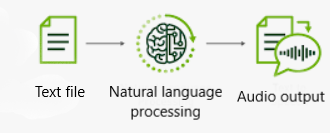 Text file
Natural language
processing
Audio output